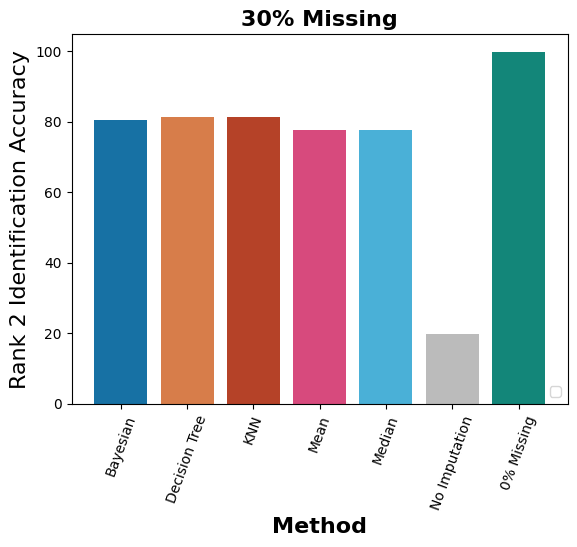 30% Missing
Rank 2 Identification Accuracy
100
80
60
40
20
0
Bayesian
Decision Tree
KNN
Mean
Median
No Imputation
0% Missing
Method